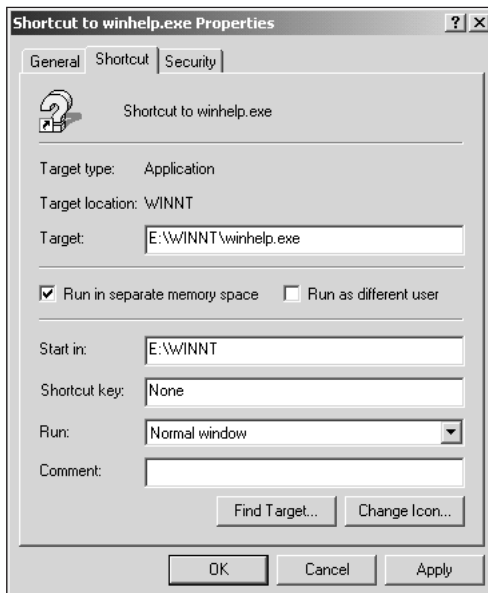 Shortcut to winhelp.exe Properties
General Shortcut Security
Shortcut to winhelp.exe
Target type: Application
Target location: WINNT
Target: E:\WINNT\winhelp.exe
Run in separate memory space Run as different user
Start in: E:\WINNT
Shortcut key: None
Run: Normal window
Comment:
Find Target... Change Icon...
OK Cancel Apply